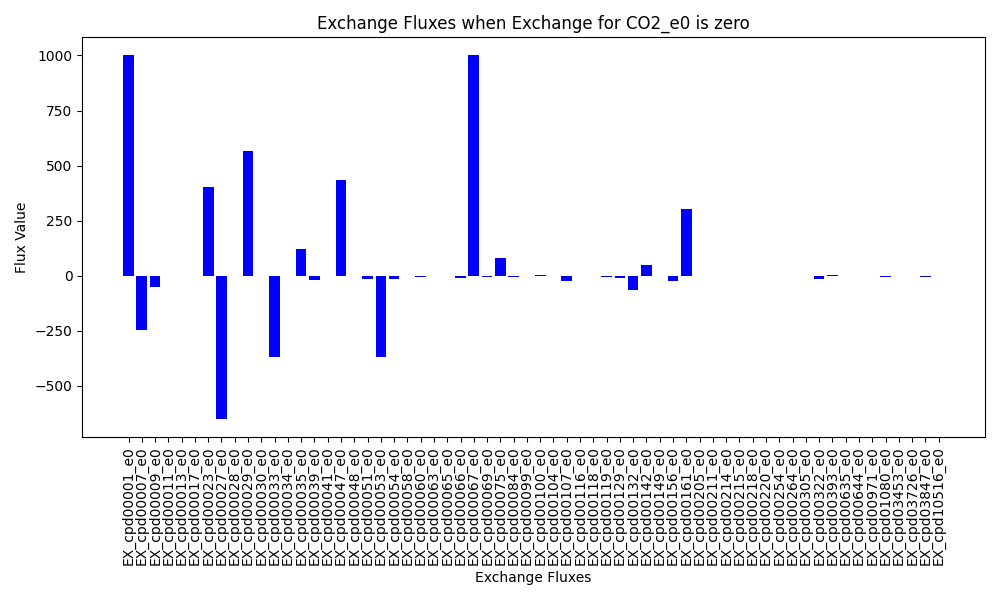 Exchange Fluxes when Exchange for CO2_e0 is zero
Flux Value
1000
750
500
250
0
−250
−500
EX_cpd00001_e0
EX_cpd00007_e0
EX_cpd00009_e0
EX_cpd00011_e0
EX_cpd00013_e0
EX_cpd00017_e0
EX_cpd00023_e0
EX_cpd00027_e0
EX_cpd00028_e0
EX_cpd00029_e0
EX_cpd00030_e0
EX_cpd00033_e0
EX_cpd00034_e0
EX_cpd00035_e0
EX_cpd00039_e0
EX_cpd00041_e0
EX_cpd00047_e0
EX_cpd00048_e0
EX_cpd00051_e0
EX_cpd00053_e0
EX_cpd00054_e0
EX_cpd00058_e0
EX_cpd00060_e0
EX_cpd00063_e0
EX_cpd00065_e0
EX_cpd00066_e0
EX_cpd00067_e0
EX_cpd00069_e0
EX_cpd00075_e0
EX_cpd00084_e0
EX_cpd00099_e0
EX_cpd00100_e0
EX_cpd00104_e0
EX_cpd00107_e0
EX_cpd00116_e0
EX_cpd00118_e0
EX_cpd00119_e0
EX_cpd00129_e0
EX_cpd00132_e0
EX_cpd00142_e0
EX_cpd00149_e0
EX_cpd00156_e0
EX_cpd00161_e0
EX_cpd00205_e0
EX_cpd00211_e0
EX_cpd00214_e0
EX_cpd00215_e0
EX_cpd00218_e0
EX_cpd00220_e0
EX_cpd00254_e0
EX_cpd00264_e0
EX_cpd00305_e0
EX_cpd00322_e0
EX_cpd00393_e0
EX_cpd00635_e0
EX_cpd00644_e0
EX_cpd00971_e0
EX_cpd01080_e0
EX_cpd03453_e0
EX_cpd03726_e0
EX_cpd03847_e0
EX_cpd10516_e0
Exchange Fluxes